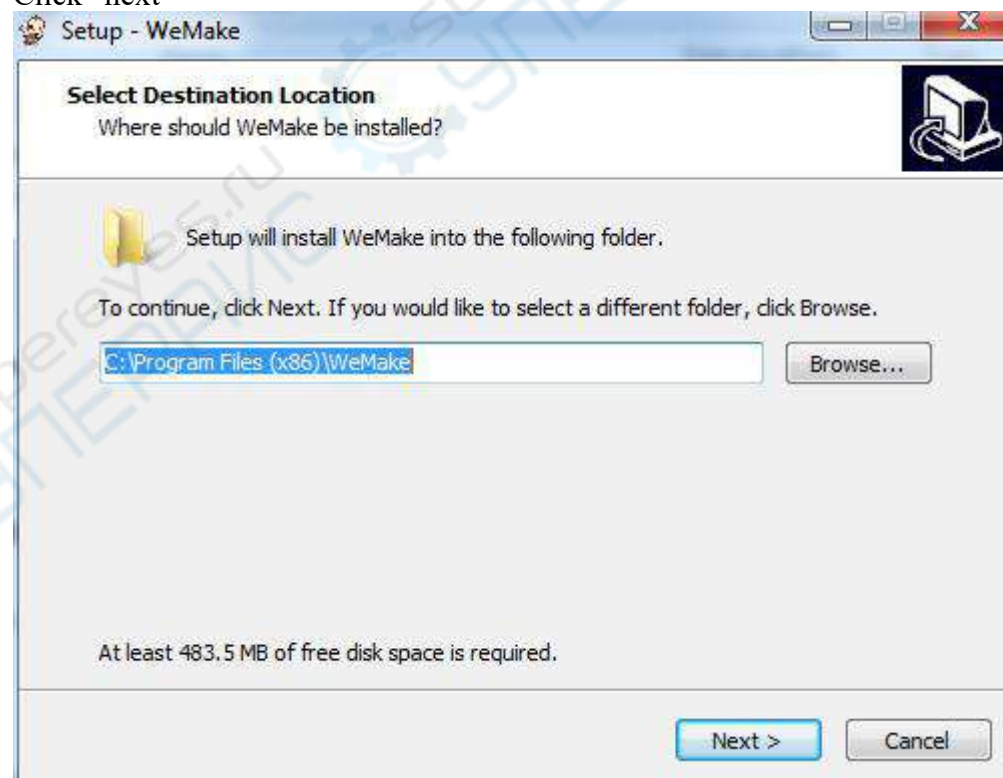 Click "next"
Setup - WeMake
Select Destination Location
Where should WeMake be installed?
Setup will install WeMake into the following folder.
To continue, click Next. If you would like to select a different folder, click Browse.
C:\Program Files (x86)\WeMake
Browse...
At least 483.5 MB of free disk space is required.
Next >
Cancel